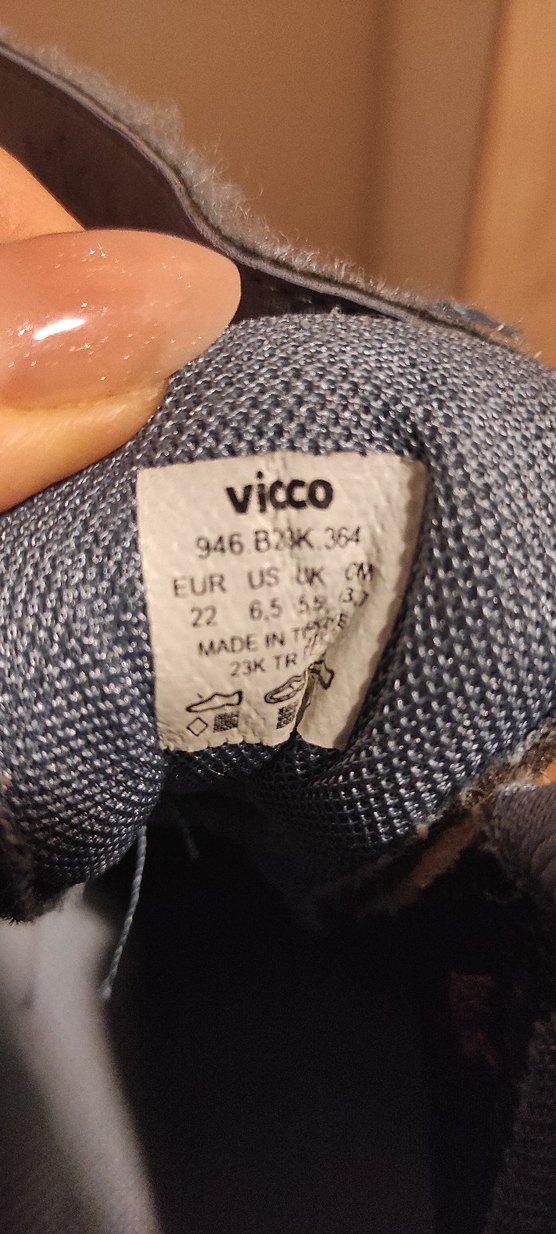 vicco
946.B23K.364
EUR US UK CM
22 6,5 5,5
MADE IN
23K TR